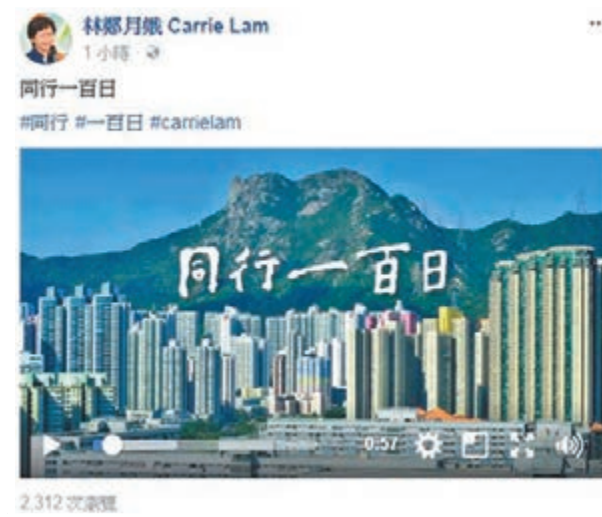 林鄭月娥 Carrie Lam
1 小時
同行一百日
#同行 #一百日 #carrielam
同行一百日
0:57
2,312 次瀏覽